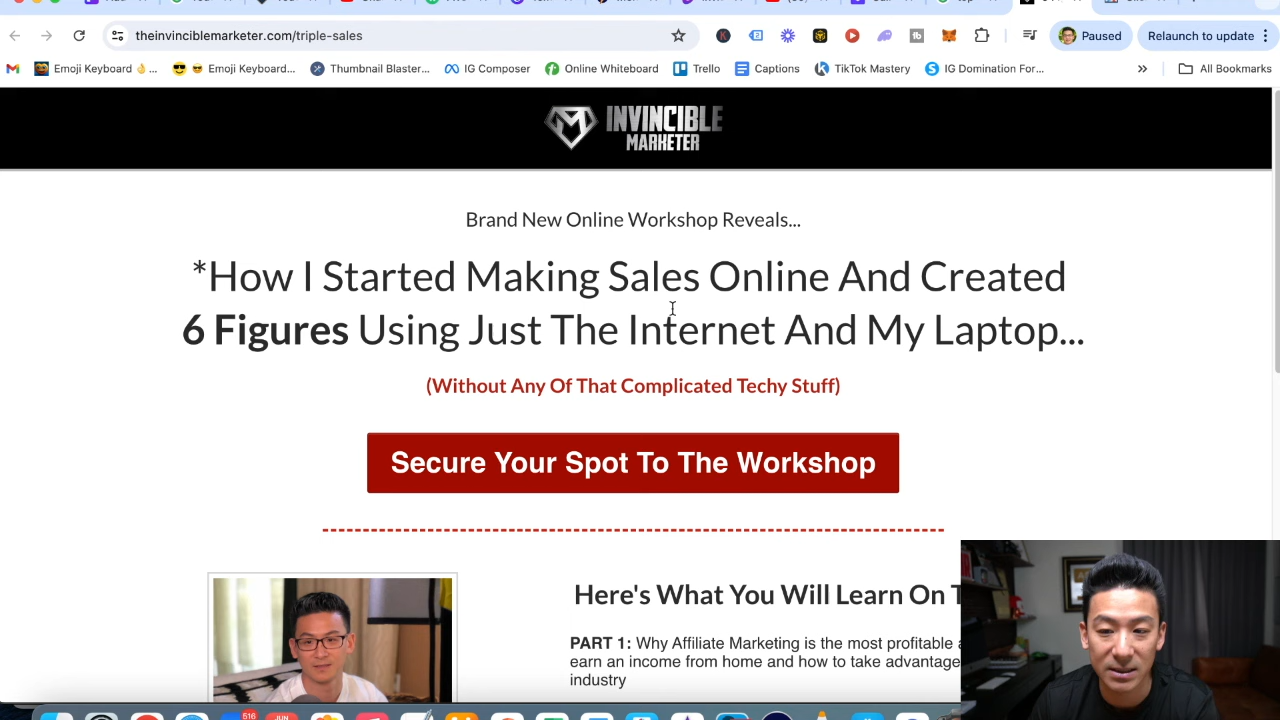 theinvinciblemarketer.com/triple-sales
Paused
Relaunch to update
Emoji Keyboard 👌...
😎 Emoji Keyboard...
Thumbnail Blaster...
IG Composer
Online Whiteboard
Trello
Captions
TikTok Mastery
IG Domination For...
»
All Bookmarks
INVINCIBLE
MARKETER
Brand New Online Workshop Reveals...
*How I Started Making Sales Online And Created
6 Figures Using Just The Internet And My Laptop...
(Without Any Of That Complicated Techy Stuff)
Secure Your Spot To The Workshop
Here's What You Will Learn On T
PART 1: Why Affiliate Marketing is the most profitable
earn an income from home and how to take advantage
industry
516
JUN